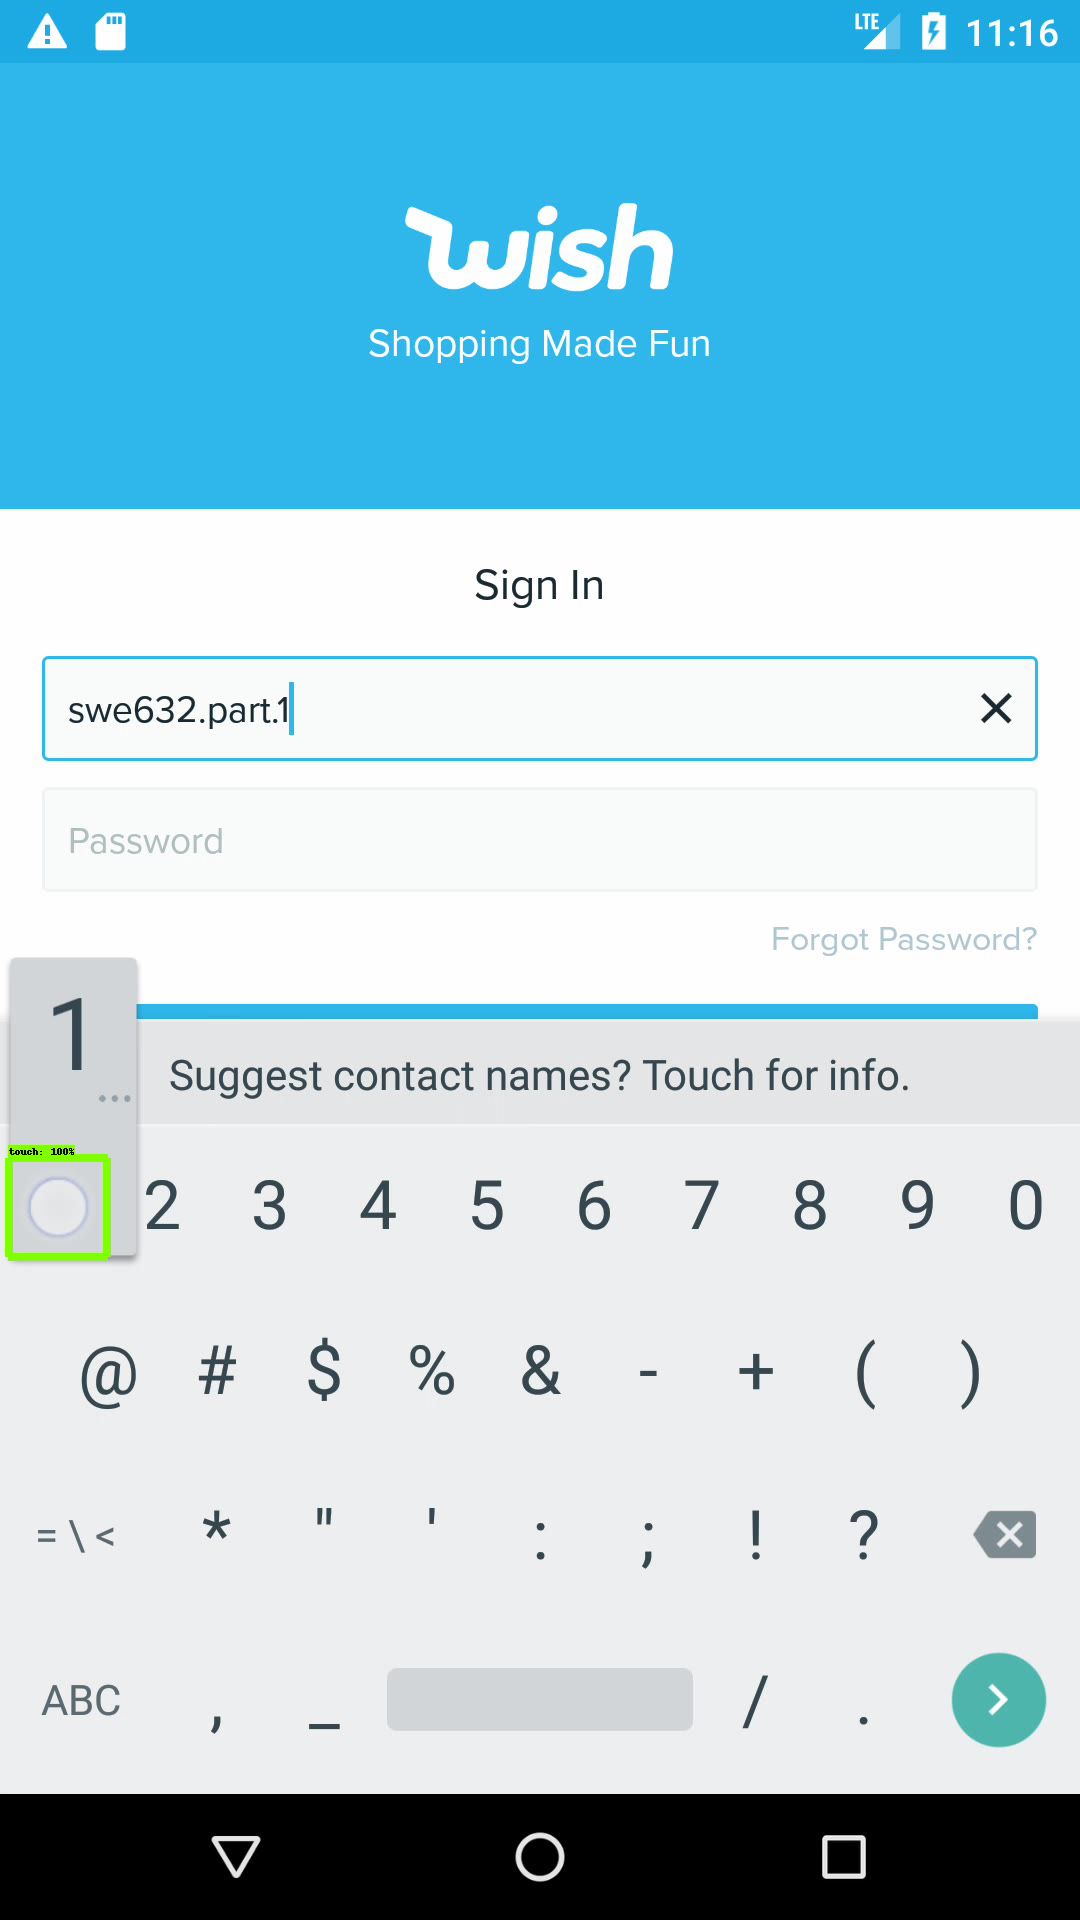 LTE 11:16
wish
Shopping Made Fun
Sign In
swe632.part.1
Password
Forgot Password?
1
...
Suggest contact names? Touch for info.
touch: 100%
2 3 4 5 6 7 8 9 0
@ # $ % & - + ( )
= \ < * " ' : ; ! ?
ABC , _ / .